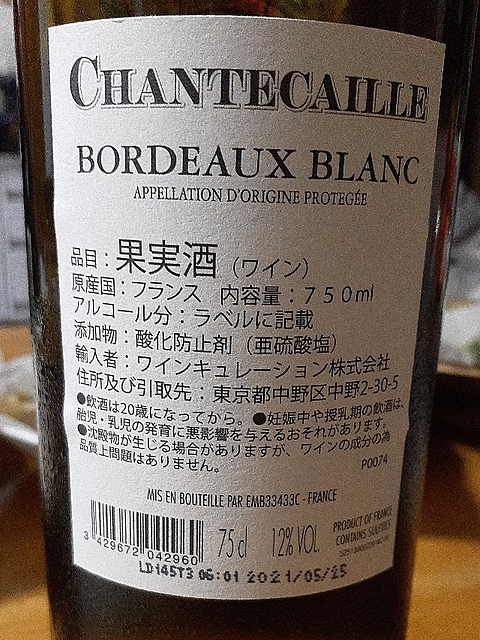 CHANTECAILLE
BORDEAUX BLANC
APPELLATION D'ORIGINE PROTEGÉE
品目：果実酒（ワイン）
原産国：フランス　内容量：７５０ml
アルコール分：ラベルに記載
添加物：酸化防止剤（亜硫酸塩）
輸入者：ワインキュレーション株式会社
住所及び引取先：東京都中野区中野2-30-5
●飲酒は20歳になってから。●妊娠中や授乳期の飲酒は、
胎児・乳児の発育に悪影響を与えるおそれがあります。
●沈殿物が生じる場合がありますが、ワインの成分の為
品質上問題はありません。
P0074
MIS EN BOUTEILLE PAR EMB33433C - FRANCE
75 cl 12% VOL.
PRODUCT OF FRANCE
CONTAINS SULFITES
3 429672 042960
LD145T3 06:01 2021/05/25